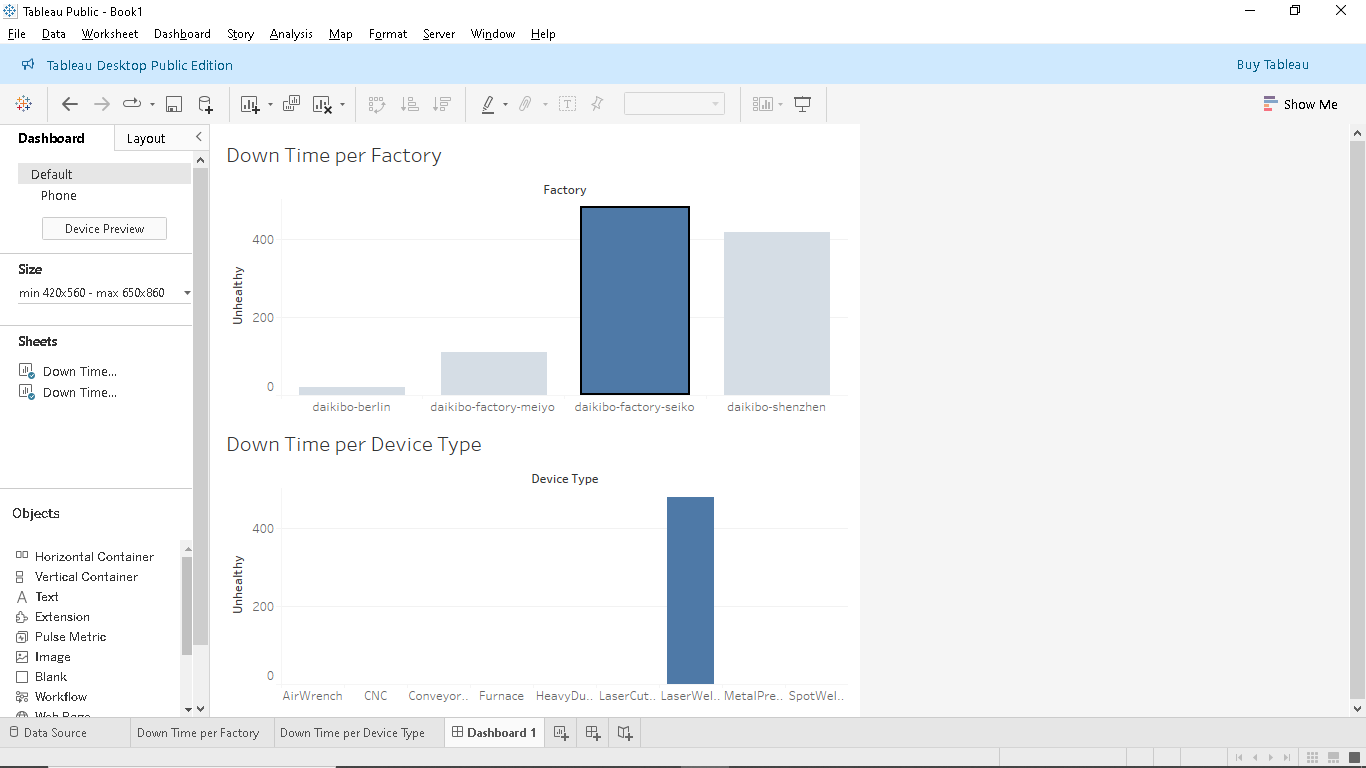 Tableau Public - Book1
File Data Worksheet Dashboard Story Analysis Map Format Server Window Help
Tableau Desktop Public Edition
Buy Tableau
Show Me
Dashboard
Layout
Default
Phone
Device Preview
Size
min 420x560 - max 650x860
Sheets
Down Time...
Down Time...
Objects
Horizontal Container
Vertical Container
Text
Extension
Pulse Metric
Image
Blank
Workflow
Web Page
Down Time per Factory
Factory
Unhealthy
400
200
0
daikibo-berlin daikibo-factory-meiyo daikibo-factory-seiko daikibo-shenzhen
Down Time per Device Type
Device Type
Unhealthy
400
200
0
AirWrench CNC Conveyor.. Furnace HeavyDu.. LaserCut.. LaserWel.. MetalPre.. SpotWel..
Data Source Down Time per Factory Down Time per Device Type Dashboard 1